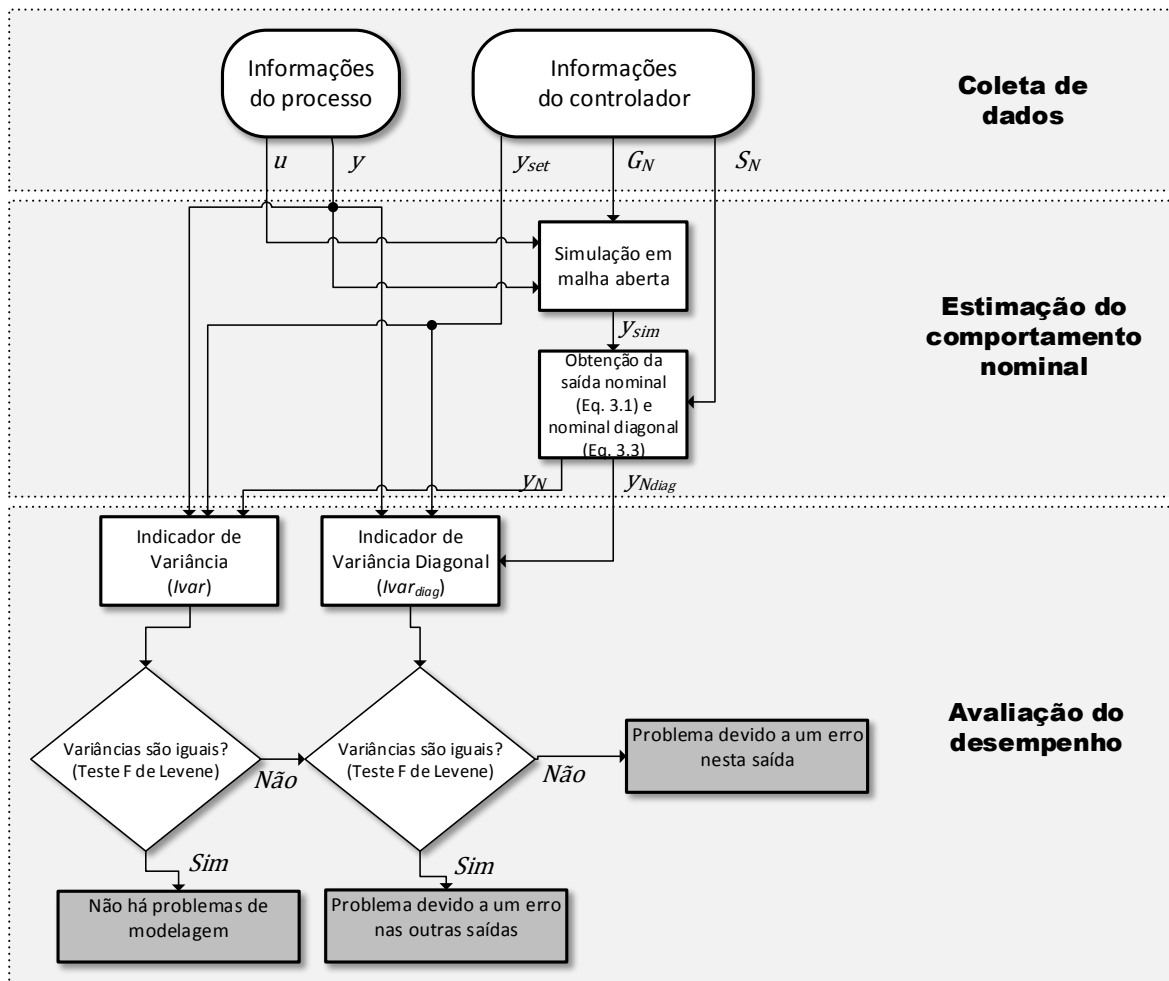 Informações
do processo
Informações
do controlador
Coleta de
dados
u
y
y_set
G_N
S_N
Simulação em
malha aberta
Estimação do
comportamento
nominal
y_sim
Obtenção da
saída nominal
(Eq. 3.1) e
nominal diagonal
(Eq. 3.3)
y_N
y_Ndiag
Indicador de
Variância
(Ivar)
Indicador de
Variância Diagonal
(Ivar_diag)
Avaliação do
desempenho
Variâncias são iguais?
(Teste F de Levene)
Não
Variâncias são iguais?
(Teste F de Levene)
Não
Problema devido a um erro
nesta saída
Sim
Sim
Não há problemas de
modelagem
Problema devido a um erro
nas outras saídas